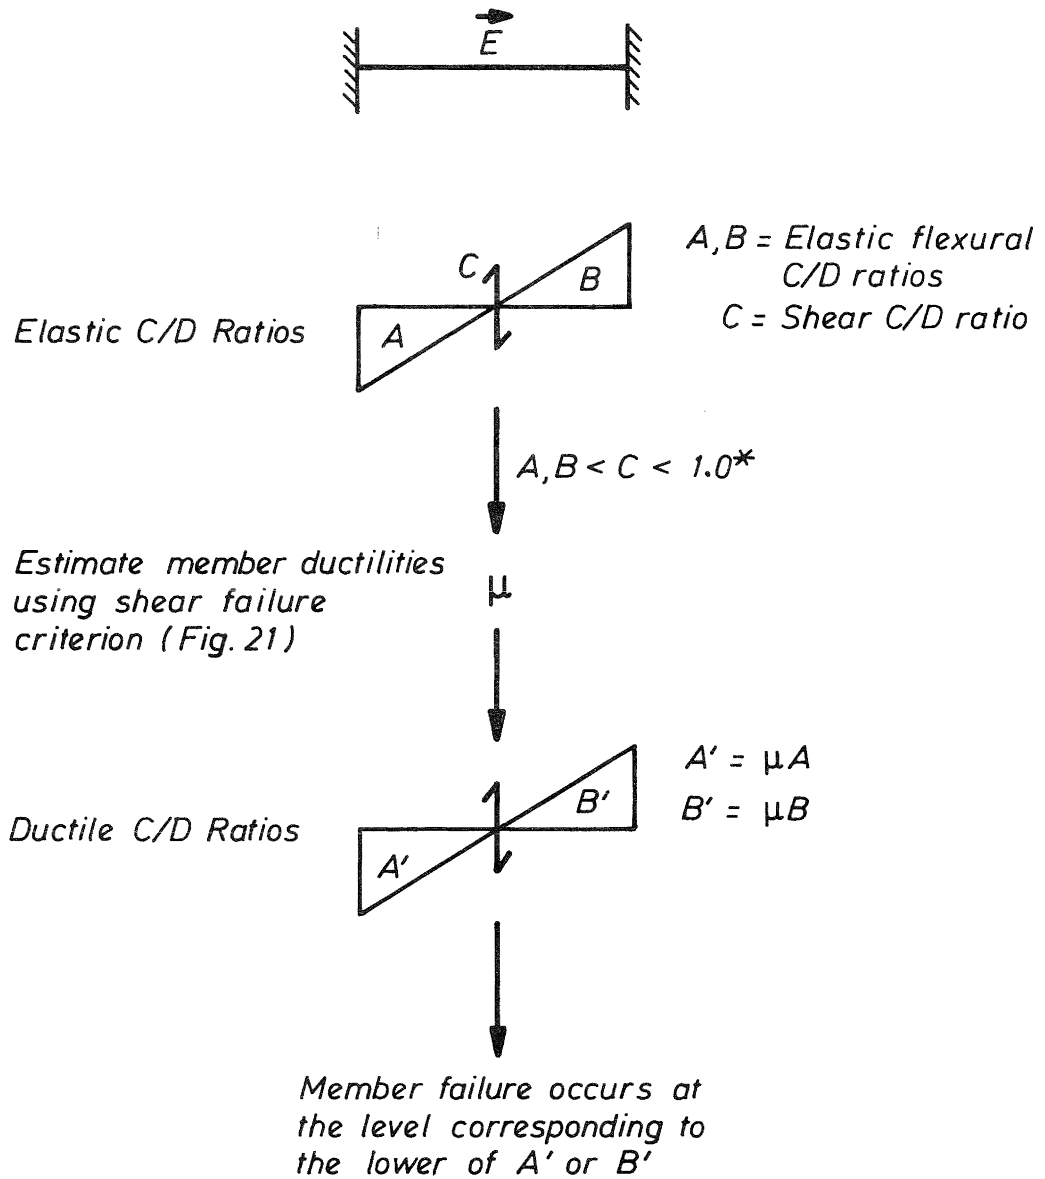 E
C
B
A
A,B = Elastic flexural
C/D ratios
C = Shear C/D ratio
Elastic C/D Ratios
A,B < C < 1.0*
Estimate member ductilities
using shear failure
criterion (Fig. 21)
μ
A' = μA
B' = μB
B'
Ductile C/D Ratios
A'
Member failure occurs at
the level corresponding to
the lower of A' or B'